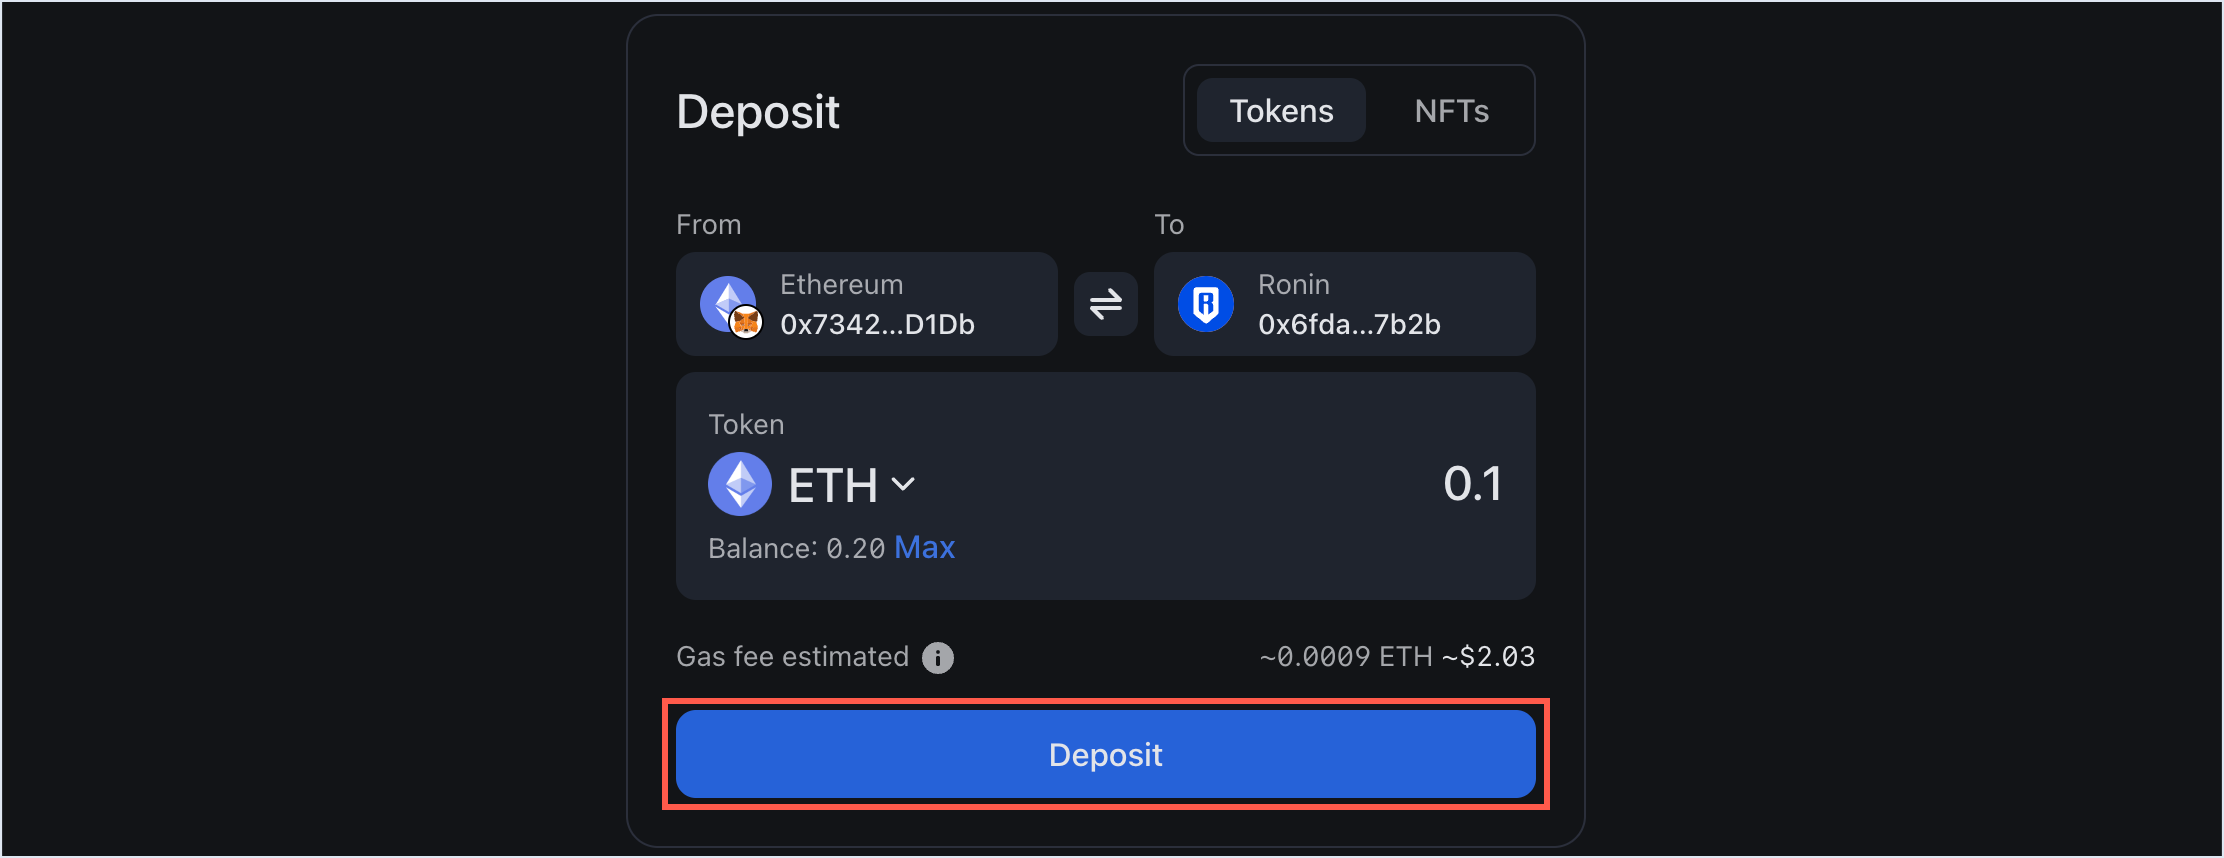 Deposit
Tokens NFTs
From To
Ethereum Ronin
0x7342...D1Db 0x6fda...7b2b
Token
ETH 0.1
Balance: 0.20 Max
Gas fee estimated ~0.0009 ETH ~$2.03
Deposit